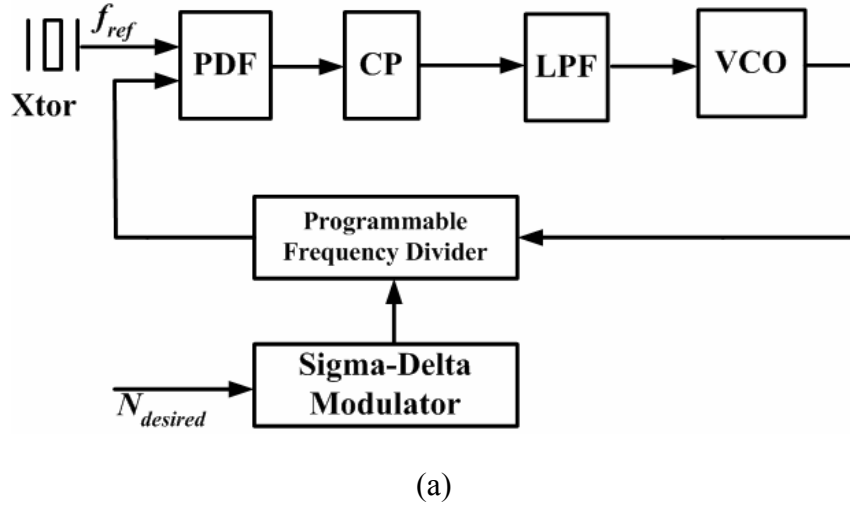 f_ref
PDF
CP
LPF
VCO
Xtor
Programmable
Frequency Divider
Sigma-Delta
Modulator
N_desired
(a)